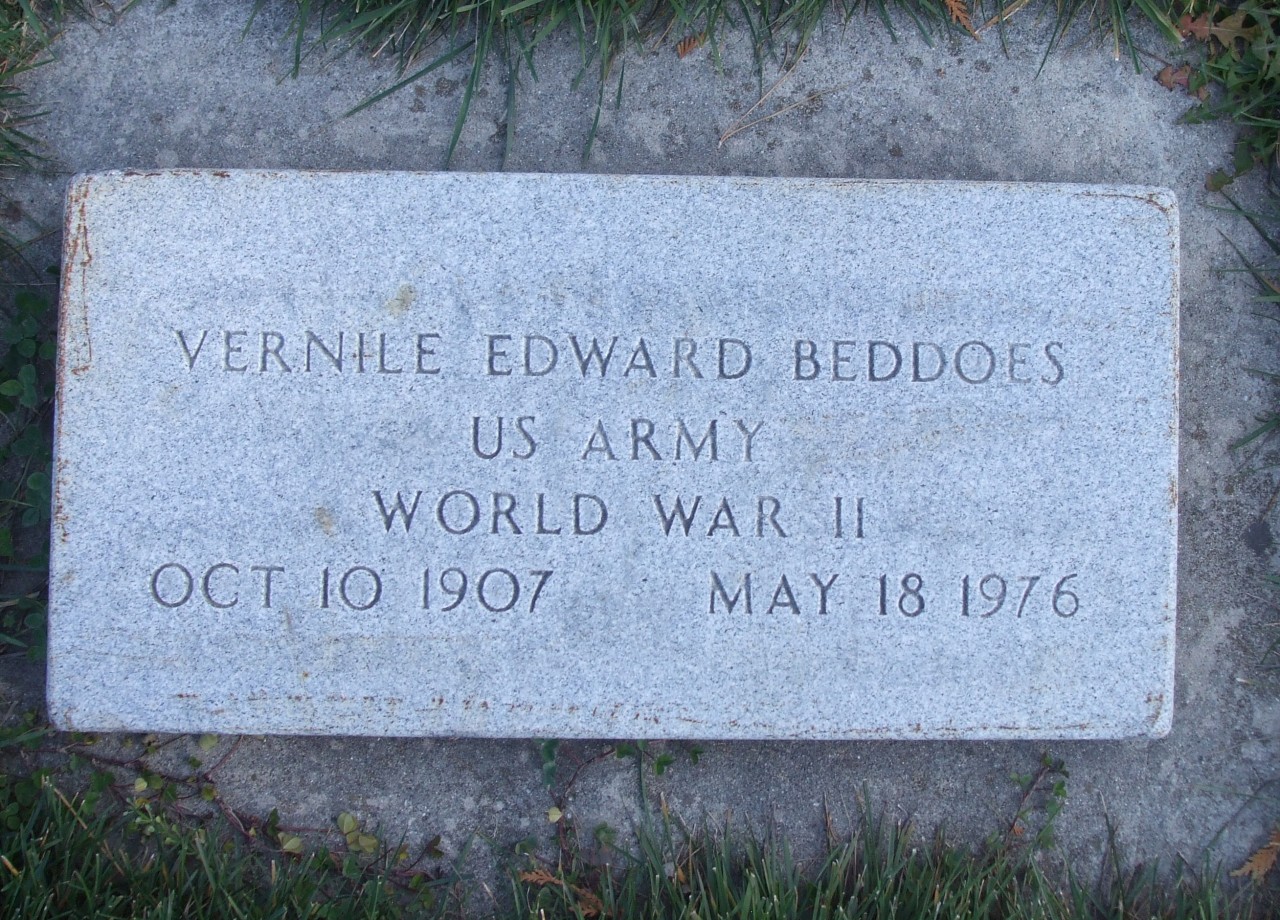 VERNILE EDWARD BEDDOES
US ARMY
WORLD WAR II
OCT 10 1907 MAY 18 1976